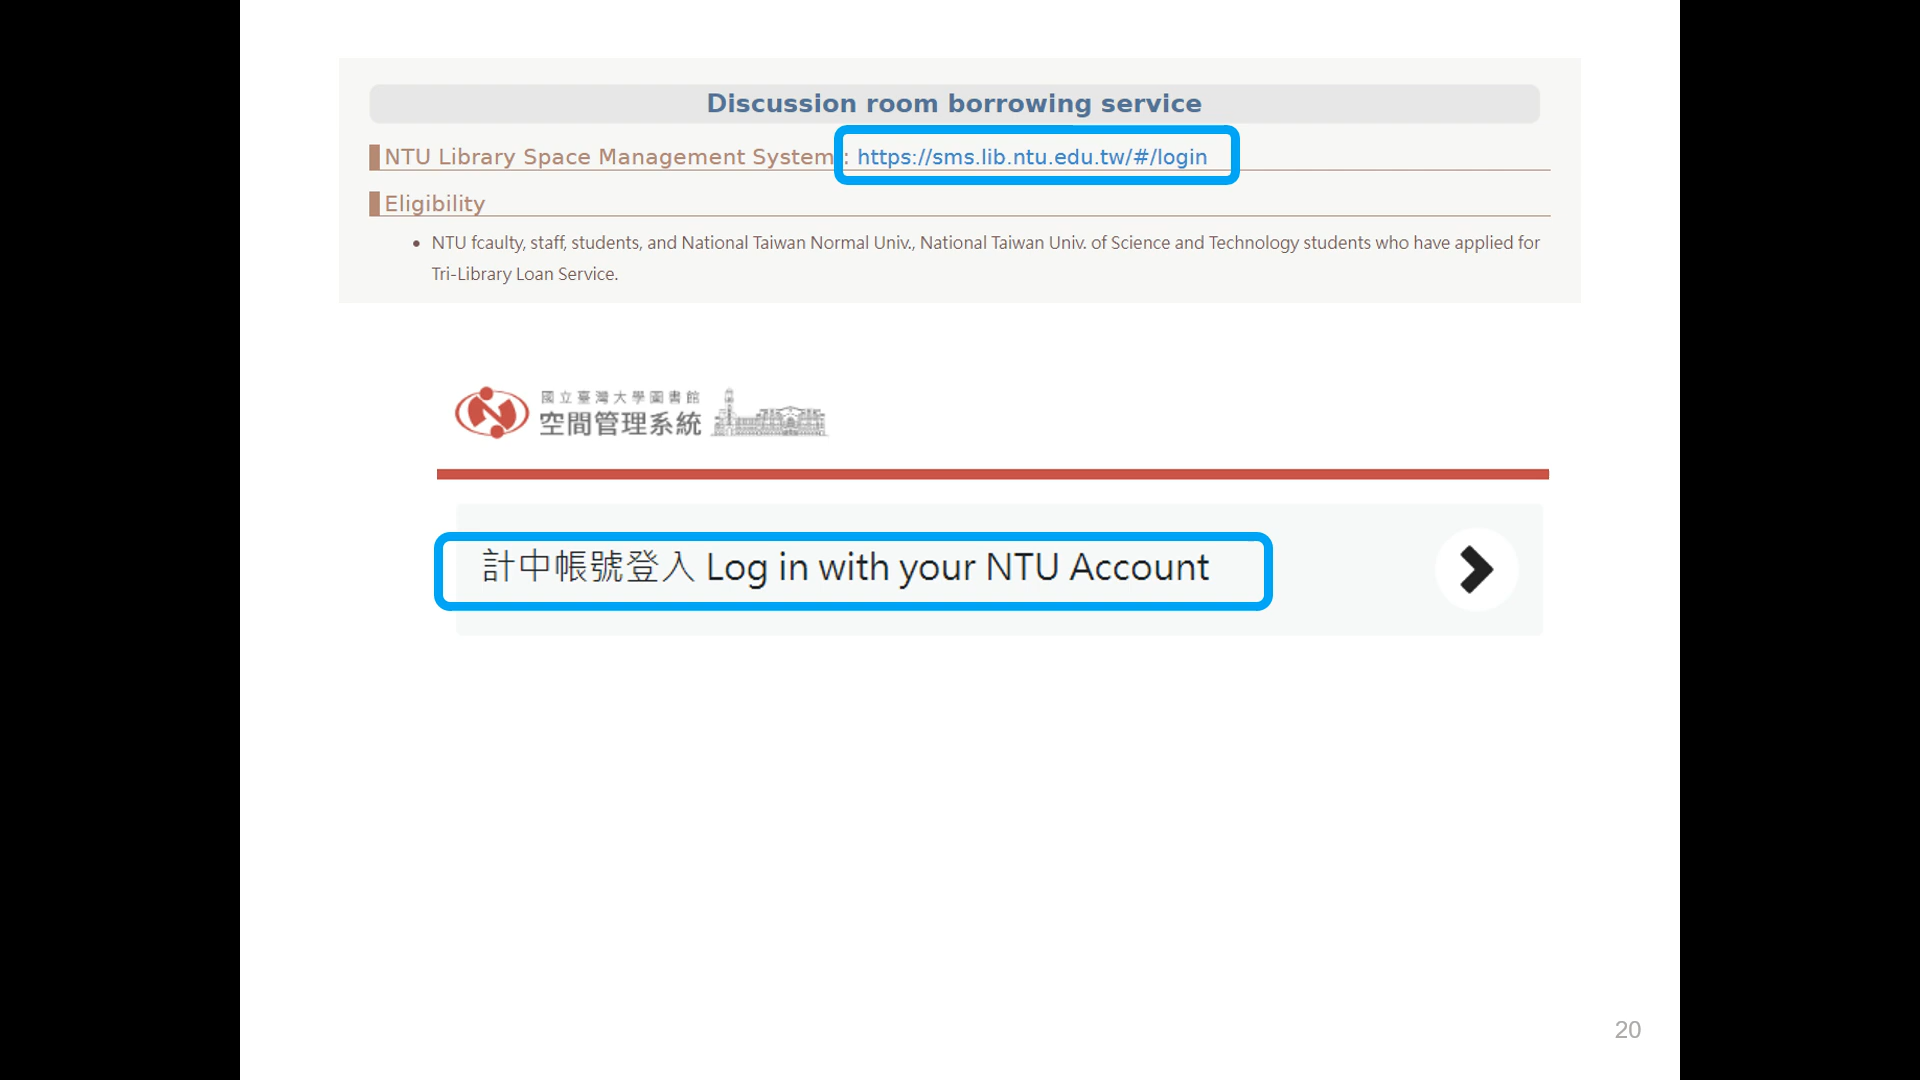 Discussion room borrowing service
NTU Library Space Management System : https://sms.lib.ntu.edu.tw/#/login
Eligibility
• NTU fcaulty, staff, students, and National Taiwan Normal Univ., National Taiwan Univ. of Science and Technology students who have applied for
Tri-Library Loan Service.
國立臺灣大學圖書館
空間管理系統
計中帳號登入 Log in with your NTU Account
20